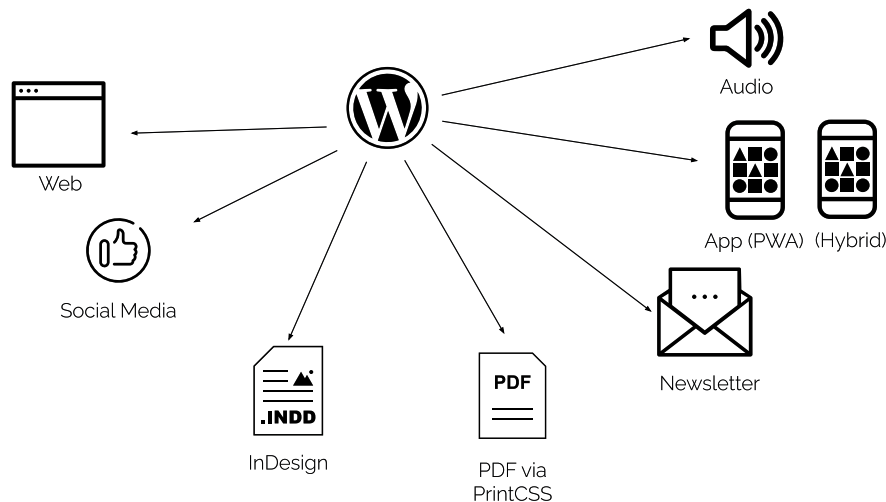 Audio
W
Web
App (PWA)
(Hybrid)
Social Media
Newsletter
.INDD
PDF
InDesign
PDF via
PrintCSS